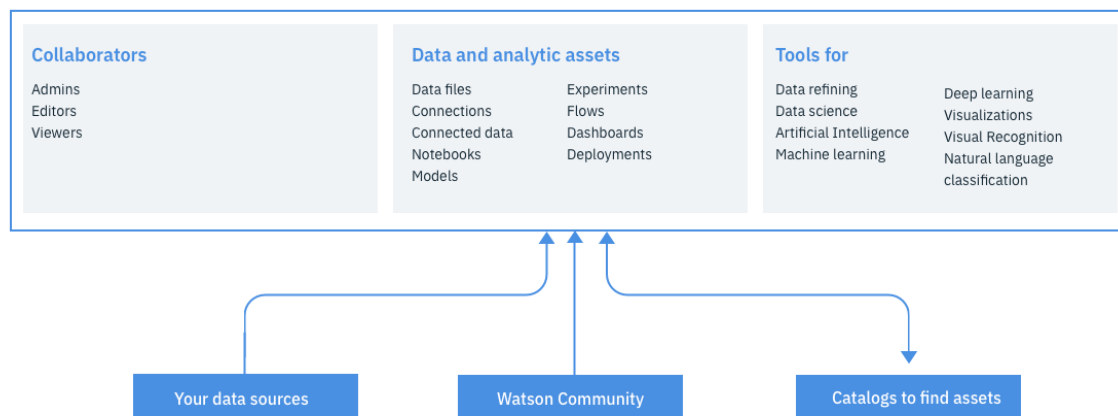 Collaborators
Admins
Editors
Viewers
Data and analytic assets
Data files
Connections
Connected data
Notebooks
Models
Experiments
Flows
Dashboards
Deployments
Tools for
Data refining
Data science
Artificial Intelligence
Machine learning
Deep learning
Visualizations
Visual Recognition
Natural language
classification
Your data sources
Watson Community
Catalogs to find assets